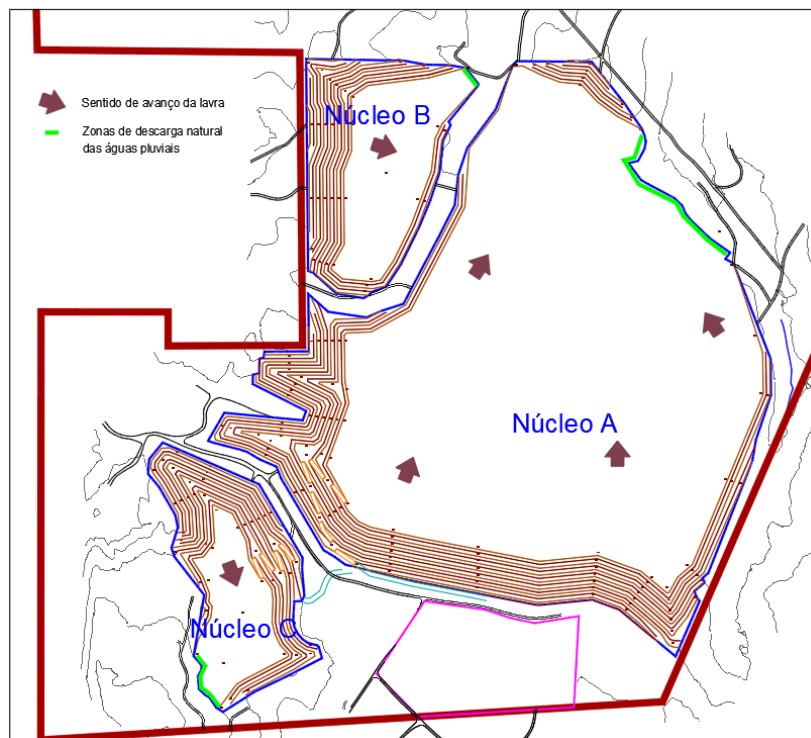 Sentido de avanço da lavra
Zonas de descarga natural
das águas pluviais
Núcleo B
Núcleo A
Núcleo C